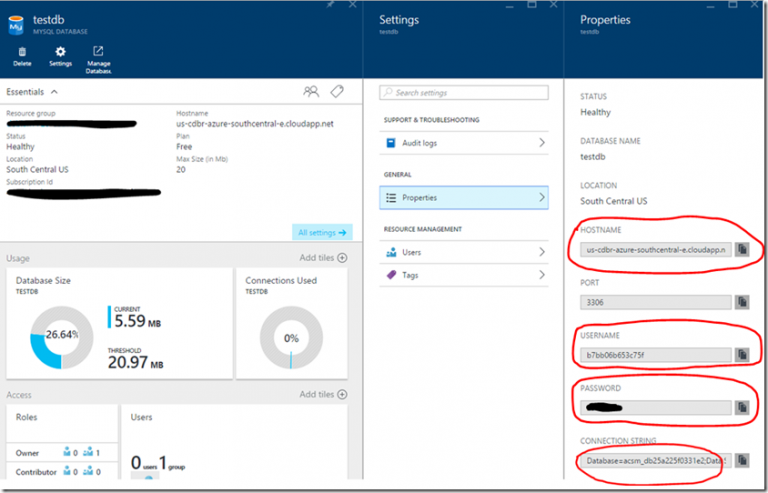 testdb
MYSQL DATABASE
Delete
Settings
Manage
Database
Essentials
Resource group
Hostname
us-cdbr-azure-southcentral-e.cloudapp.net
Status
Plan
Healthy
Free
Location
Max Size (in Mb)
South Central US
20
Subscription Id
All settings
Usage
Add tiles
Database Size
TESTDB
26.64%
CURRENT
5.59 MB
THRESHOLD
20.97 MB
Connections Used
TESTDB
0%
Access
Add tiles
Roles
Owner 0 1
Contributor 0 0
Users
0 users 1 group
Settings
testdb
Search settings
SUPPORT & TROUBLESHOOTING
Audit logs
GENERAL
Properties
RESOURCE MANAGEMENT
Users
Tags
Properties
testdb
STATUS
Healthy
DATABASE NAME
testdb
LOCATION
South Central US
HOSTNAME
us-cdbr-azure-southcentral-e.cloudapp.n
PORT
3306
USERNAME
b7bb06b653c75f
PASSWORD
CONNECTION STRING
Database=acsm_db25a225f0331e2;Data